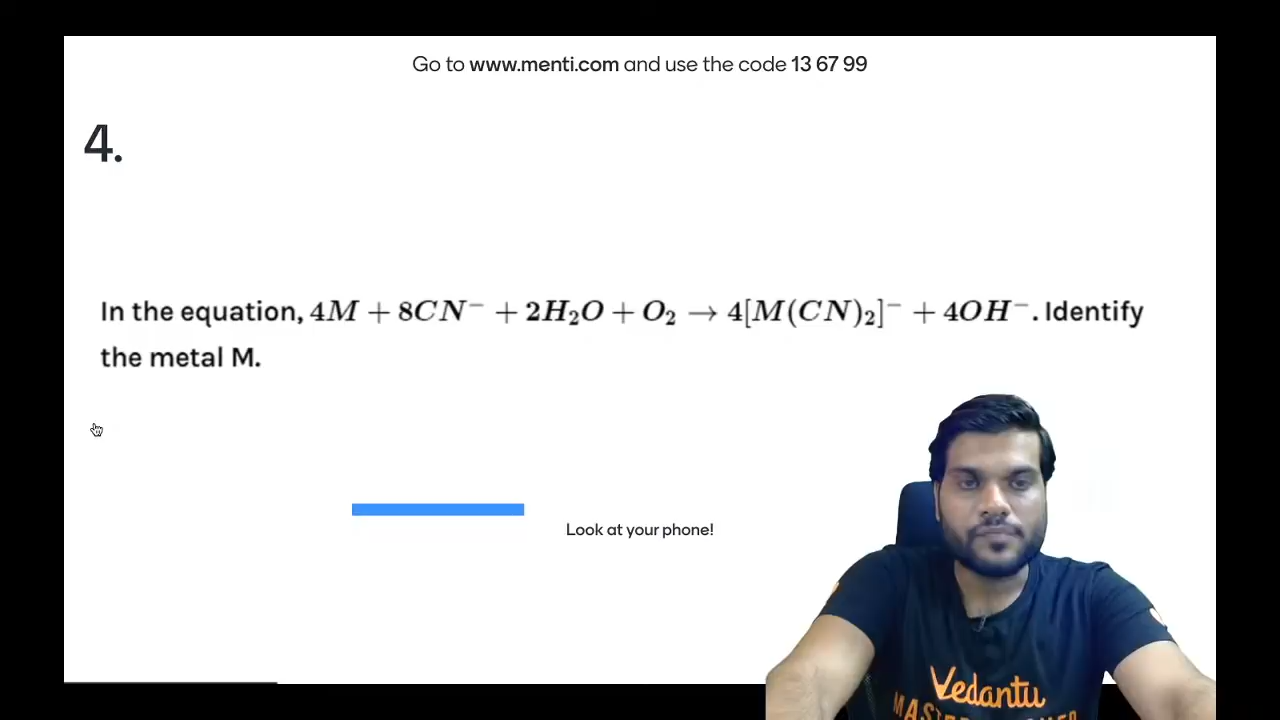 Go to www.menti.com and use the code 13 67 99
4.
In the equation, 4M + 8CN⁻ + 2H₂O + O₂ → 4[M(CN)₂]⁻ + 4OH⁻. Identify
the metal M.
Look at your phone!
Vedantu